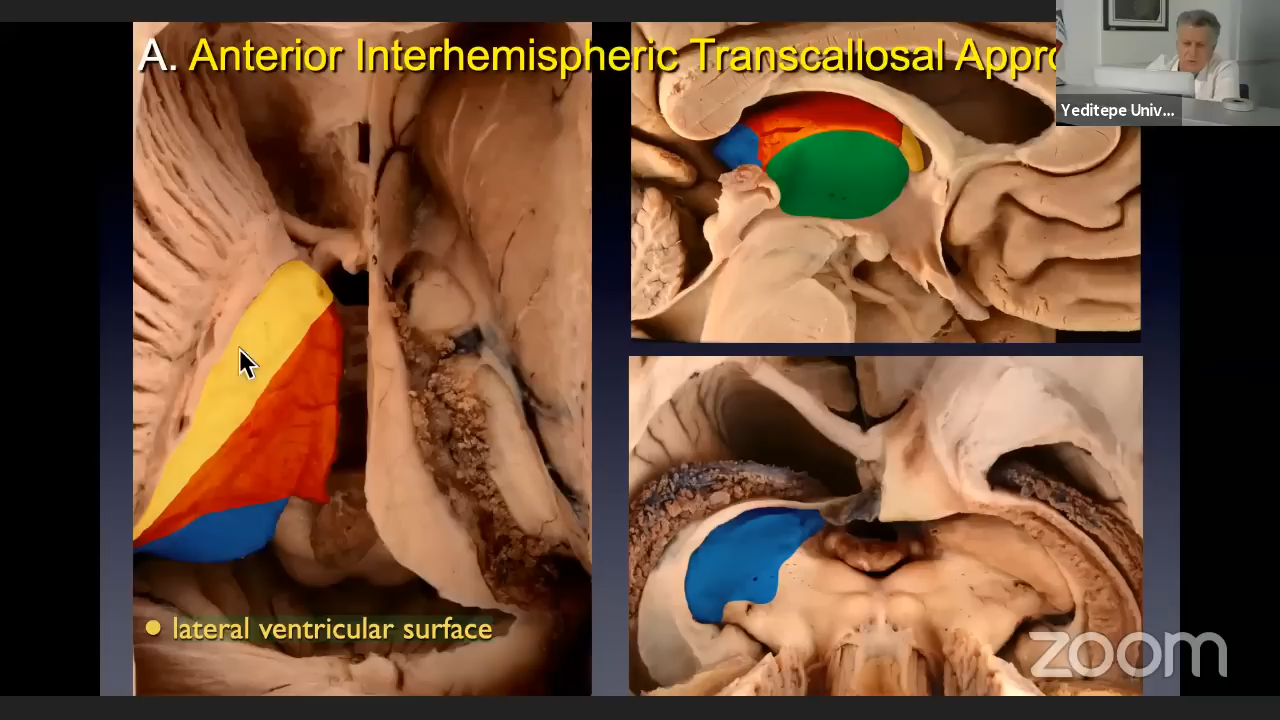 A. Anterior Interhemispheric Transcallosal Appro
Yeditepe Univ...
lateral ventricular surface
zoom